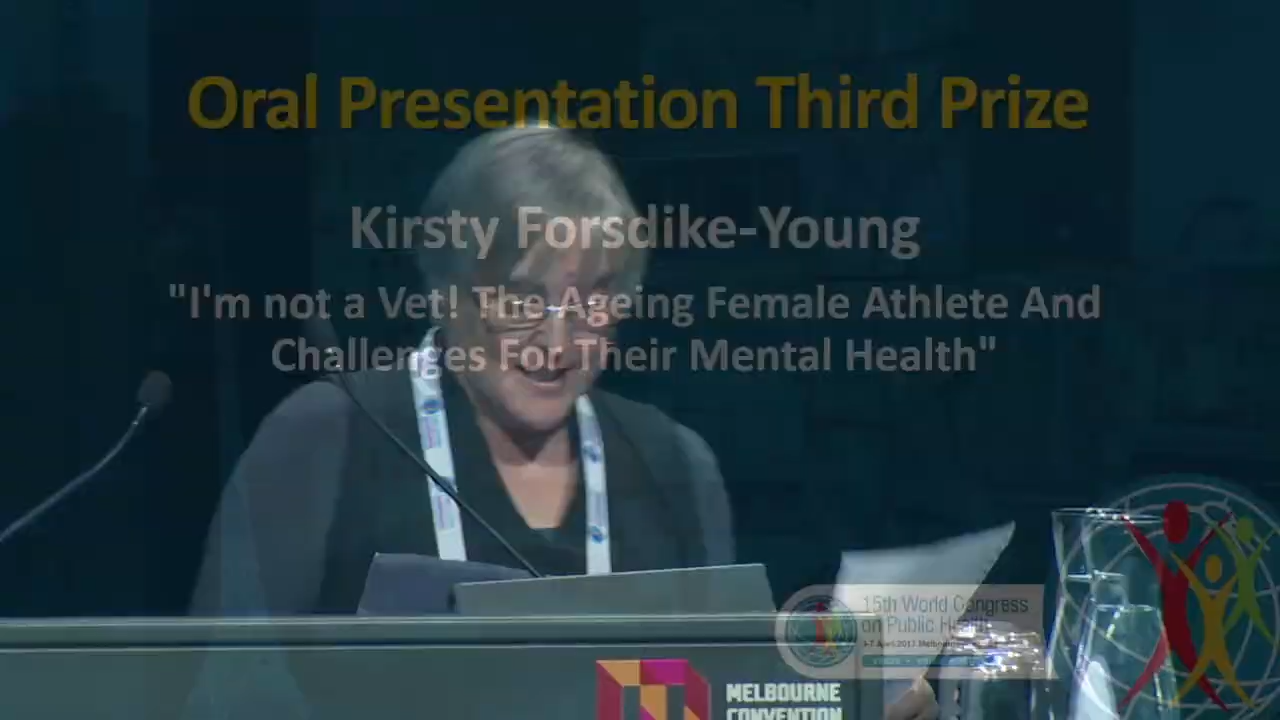 Oral Presentation Third Prize
Kirsty Forsdike-Young
"I'm not a Vet! The Ageing Female Athlete And
Challenges For Their Mental Health"
15th World Congress
on Public Health
MELBOURNE
CONVENTION